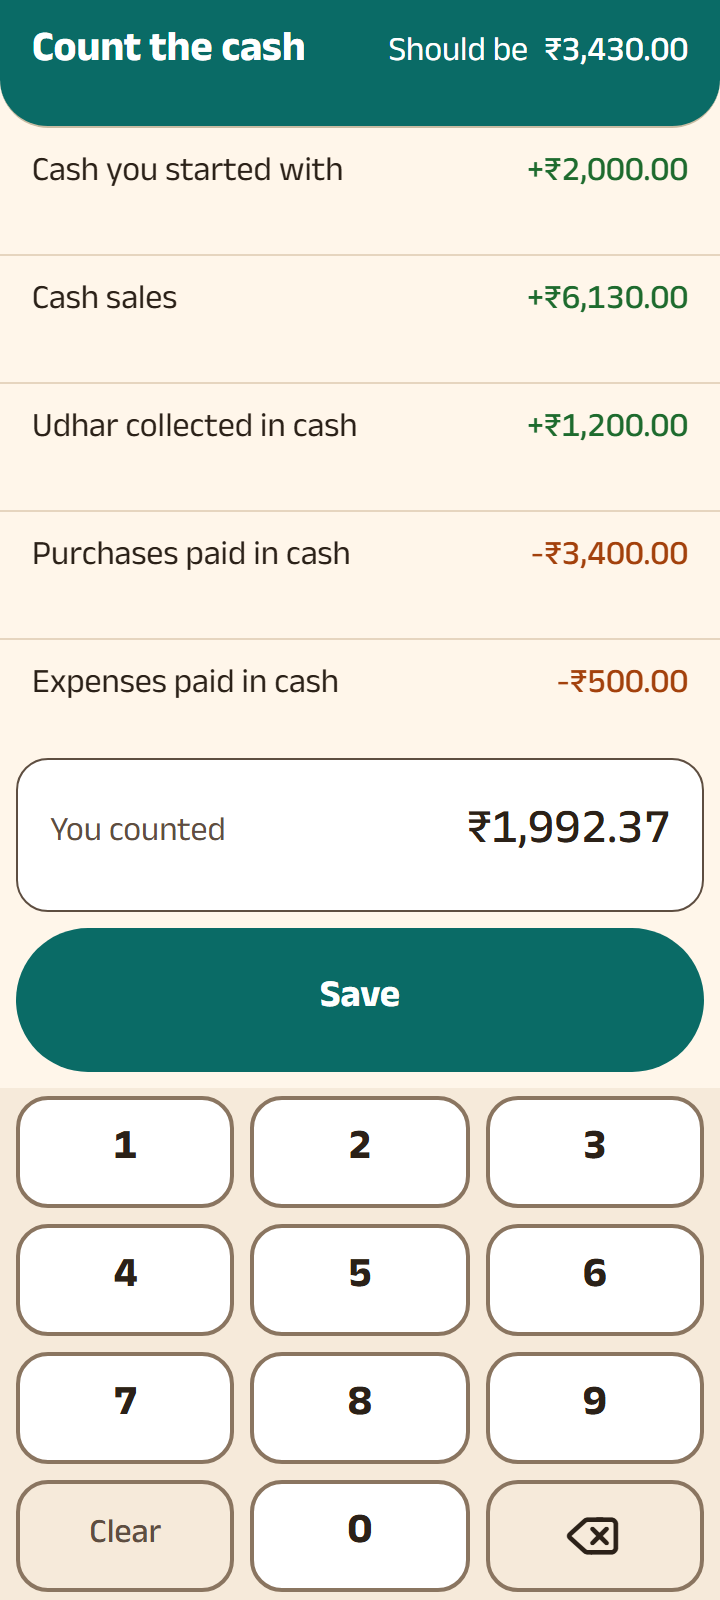 Count the cash Should be ₹3,430.00
Cash you started with +₹2,000.00
Cash sales +₹6,130.00
Udhar collected in cash +₹1,200.00
Purchases paid in cash -₹3,400.00
Expenses paid in cash -₹500.00
You counted ₹1,992.37
Save
1 2 3
4 5 6
7 8 9
Clear 0